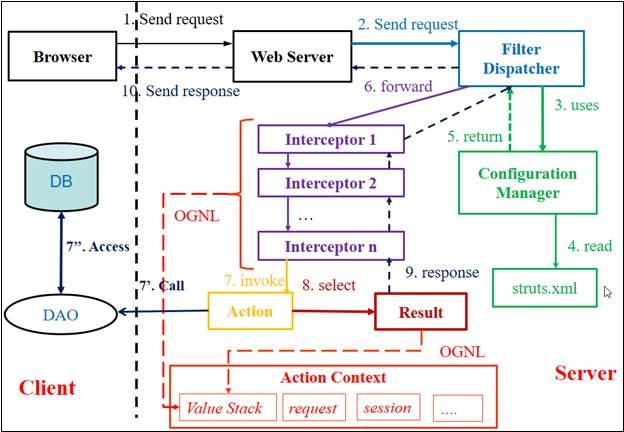 1. Send request
2. Send request
Browser
Web Server
Filter
Dispatcher
10. Send response
6. forward
3. uses
5. return
Interceptor 1
Configuration
Manager
DB
Interceptor 2
OGNL
...
7”. Access
Interceptor n
4. read
7’. Call
7. invoke
8. select
9. response
struts.xml
DAO
Action
Result
OGNL
Client
Action Context
Server
Value Stack
request
session
....